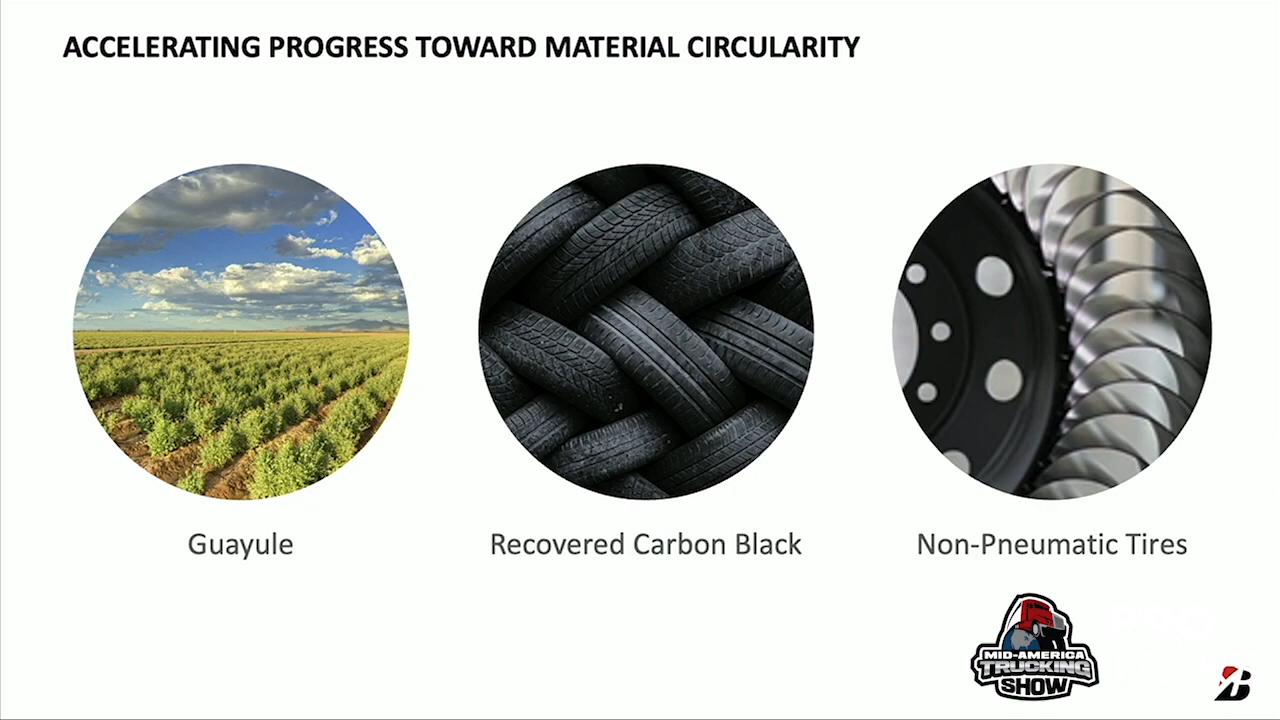 ACCELERATING PROGRESS TOWARD MATERIAL CIRCULARITY
Guayule
Recovered Carbon Black
Non-Pneumatic Tires
MID-AMERICA
TRUCKING
SHOW
B